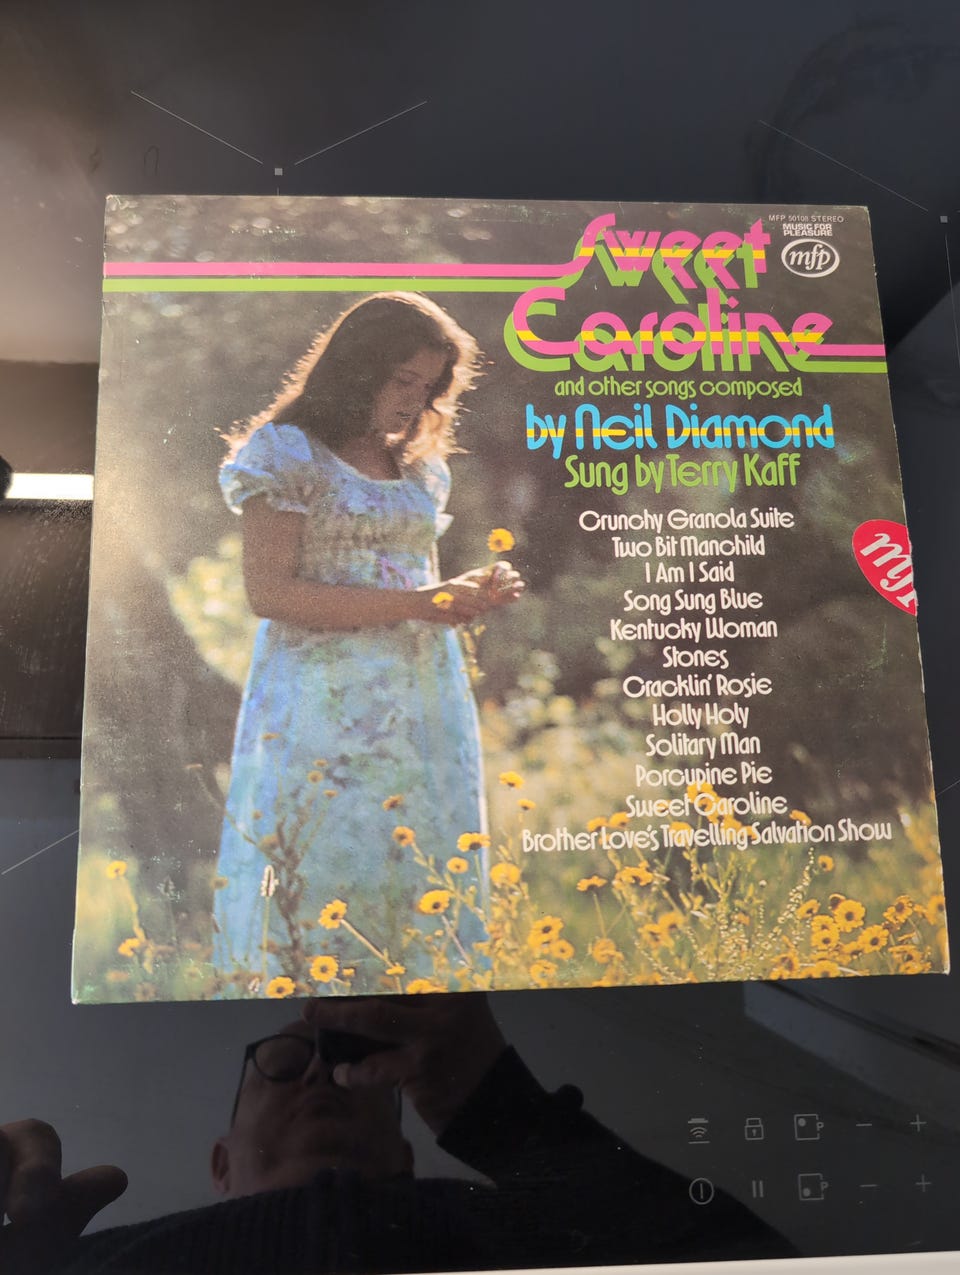 MFP 50108 STEREO
MUSIC FOR
PLEASURE
mfp
Sweet
Caroline
and other songs composed
by Neil Diamond
Sung by Terry Kaff
Crunchy Granola Suite
Two Bit Manchild
I Am I Said
Song Sung Blue
Kentucky Woman
Stones
Cracklin' Rosie
Holly Holy
Solitary Man
Porcupine Pie
Sweet Caroline
Brother Love's Travelling Salvation Show
mfp